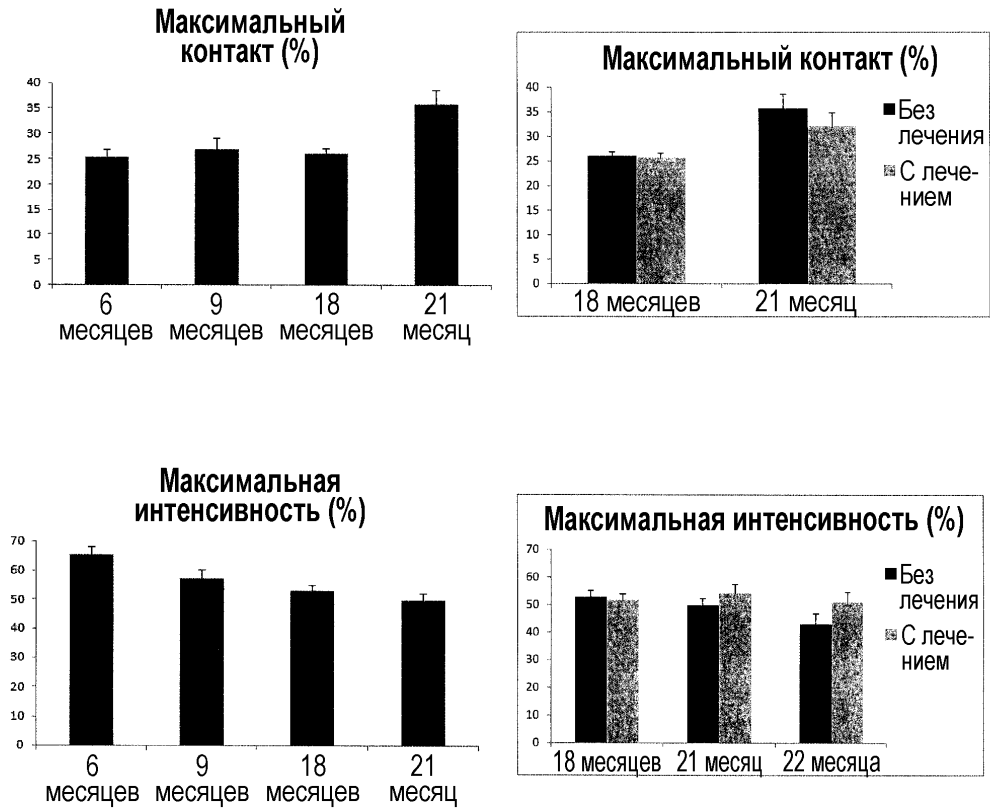 Максимальный
контакт (%)
40
35
30
25
20
15
10
5
0
6
месяцев
9
месяцев
18
месяцев
21
месяц
Максимальный контакт (%)
40
35
30
25
20
15
10
5
0
18 месяцев
21 месяц
Без
лечения
С лече-
нием
Максимальная
интенсивность (%)
70
60
50
40
30
20
10
0
6
месяцев
9
месяцев
18
месяцев
21
месяц
Максимальная интенсивность (%)
70
60
50
40
30
20
10
0
18 месяцев
21 месяц
22 месяца
Без
лечения
С лече-
нием